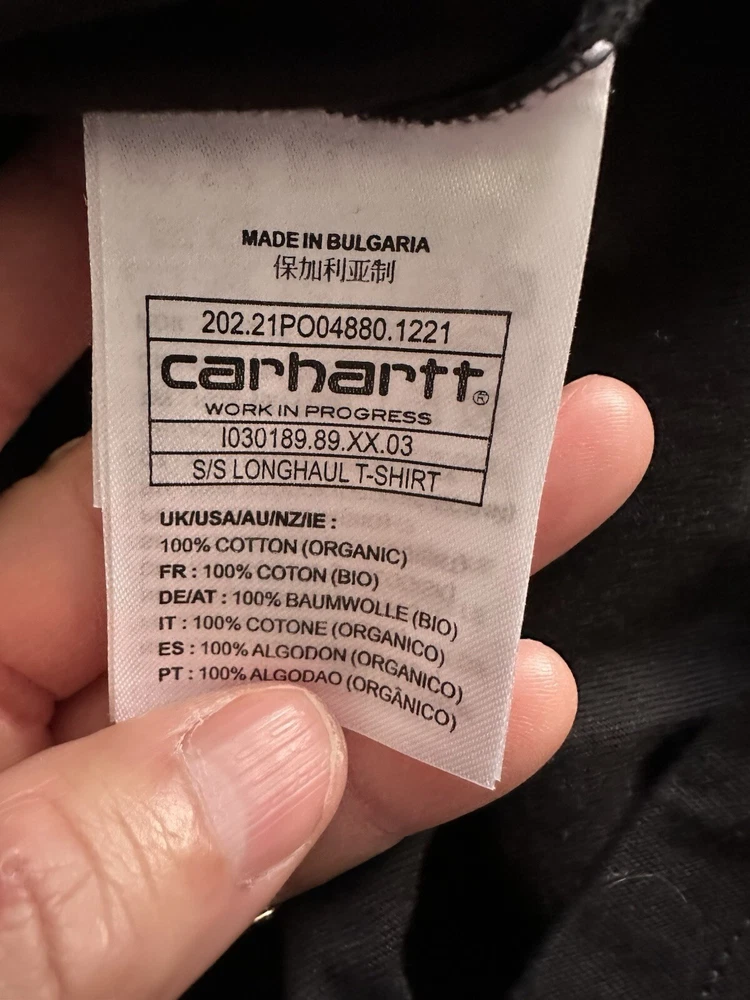 MADE IN BULGARIA
保加利亚制
202.21PO04880.1221
carhartt®
WORK IN PROGRESS
I030189.89.XX.03
S/S LONGHAUL T-SHIRT
UK/USA/AU/NZ/IE :
100% COTTON (ORGANIC)
FR : 100% COTON (BIO)
DE/AT : 100% BAUMWOLLE (BIO)
IT : 100% COTONE (ORGANICO)
ES : 100% ALGODON (ORGANICO)
PT : 100% ALGODAO (ORGÂNICO)